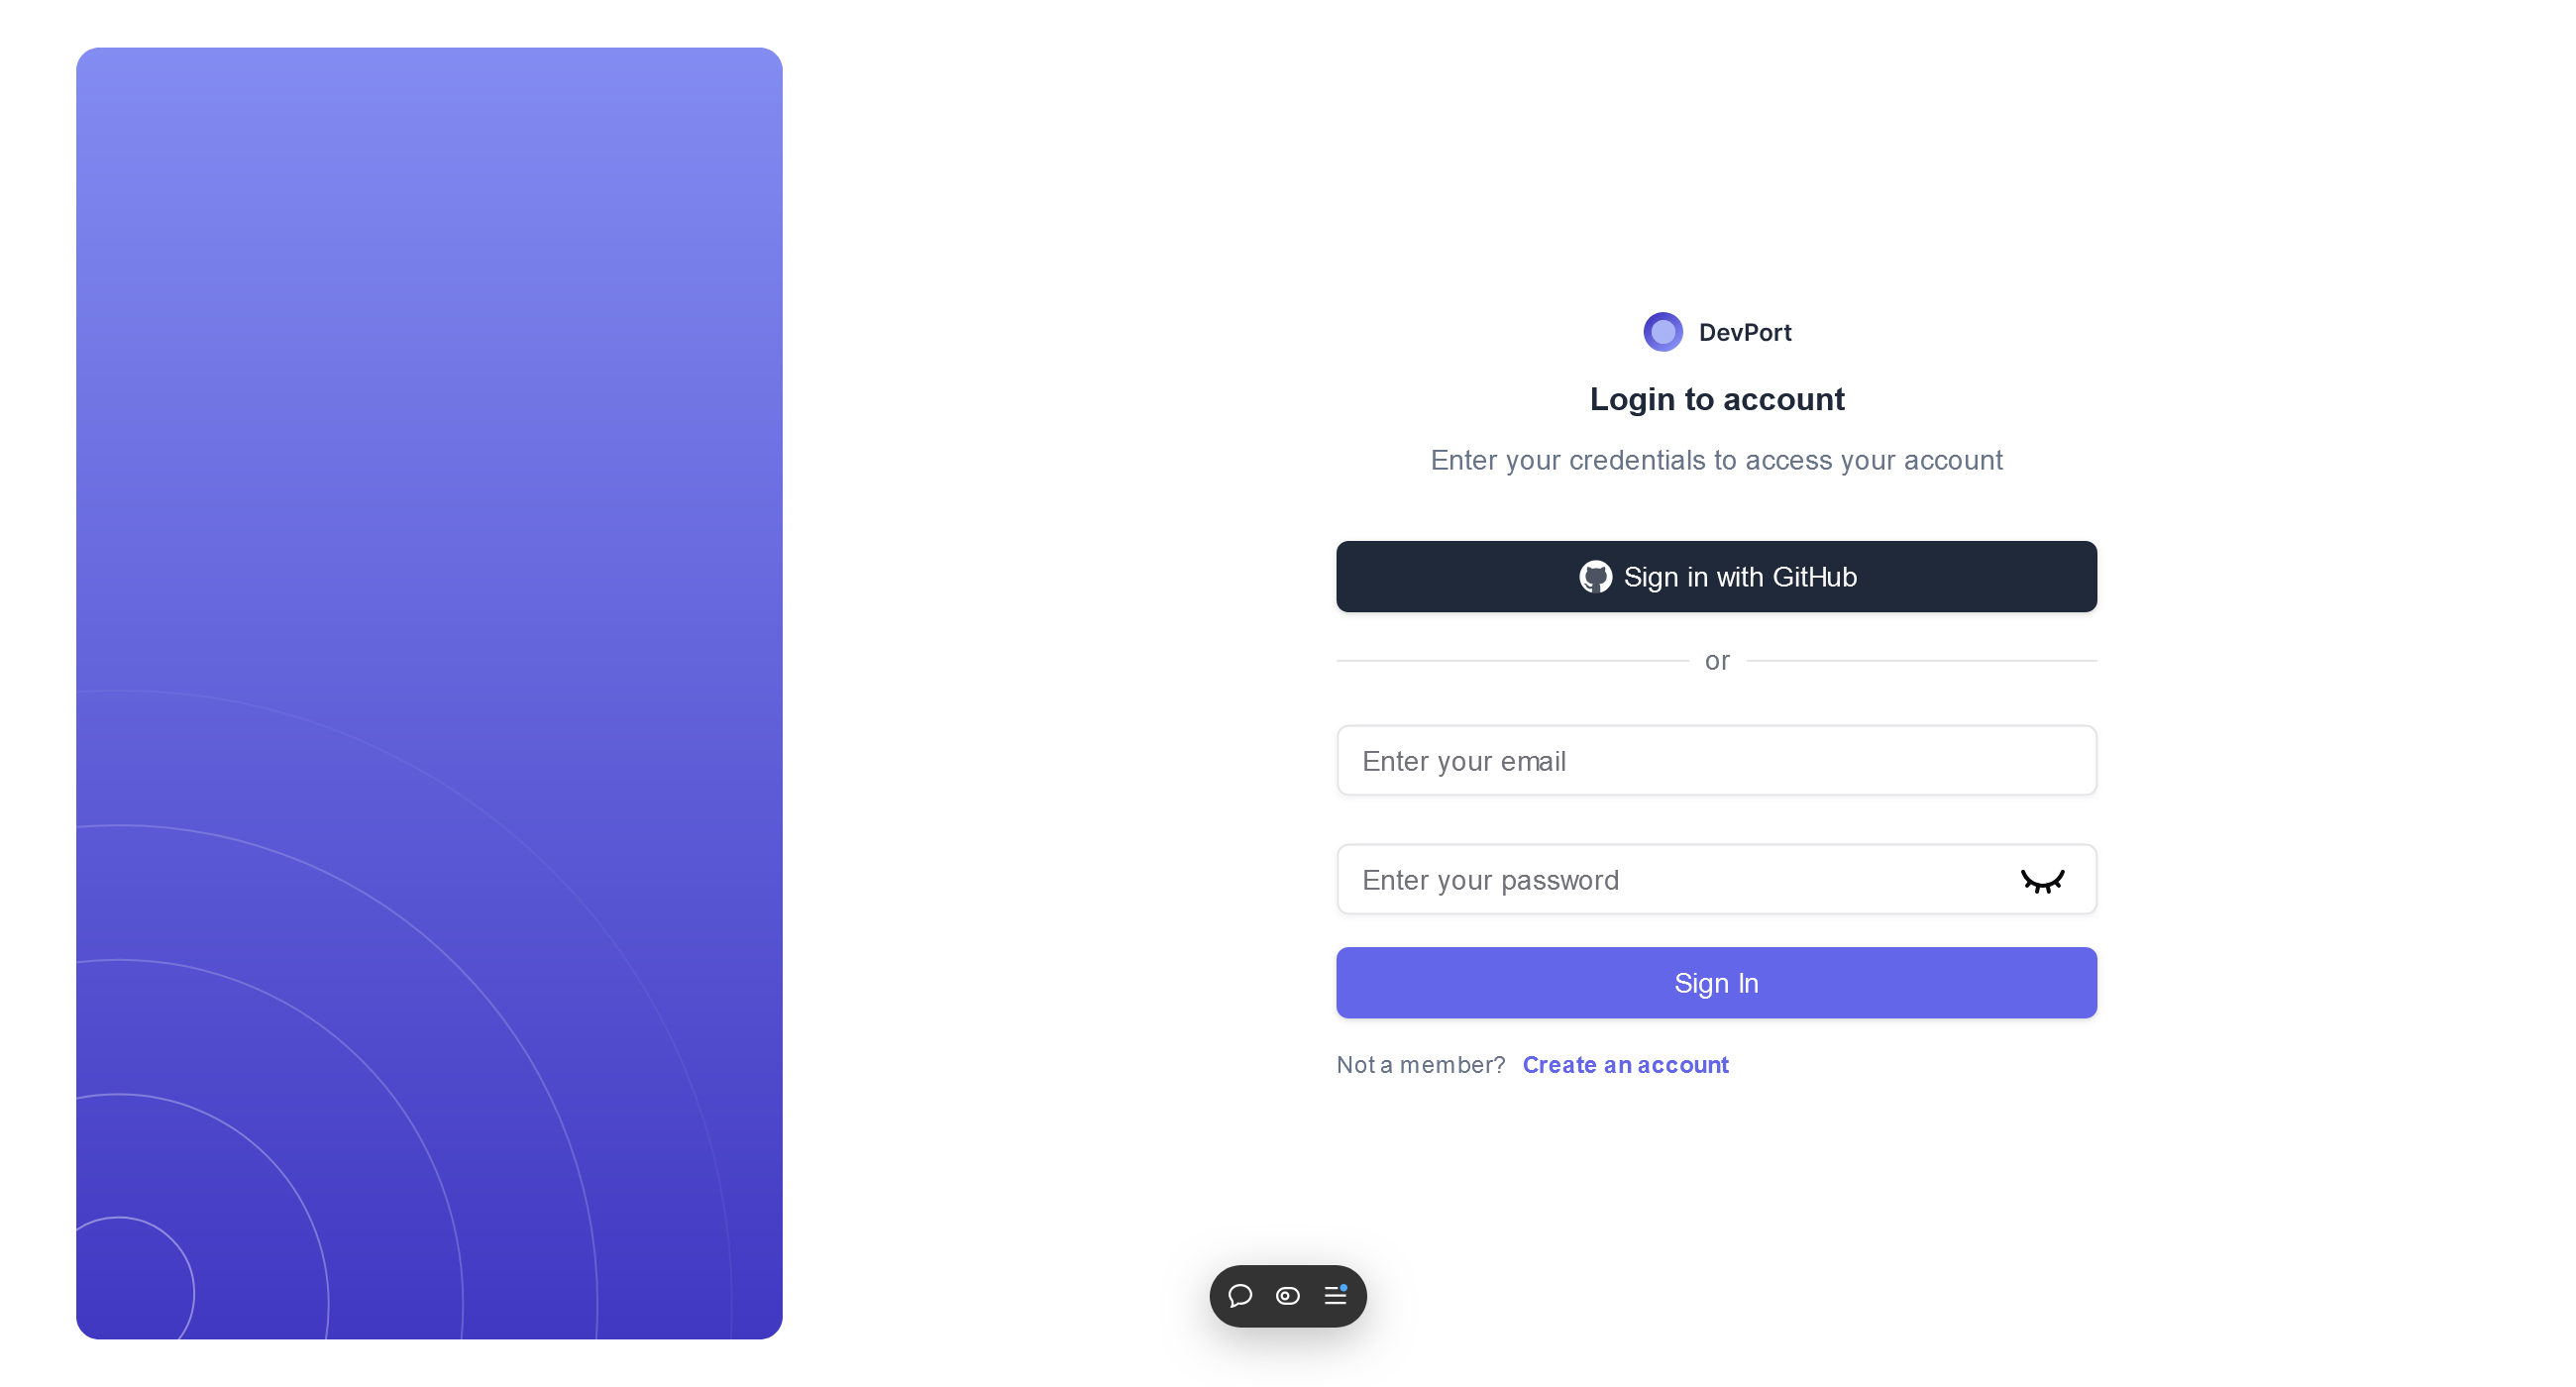 DevPort
Login to account
Enter your credentials to access your account
Sign in with GitHub
or
Enter your email
Enter your password
Sign In
Not a member? Create an account